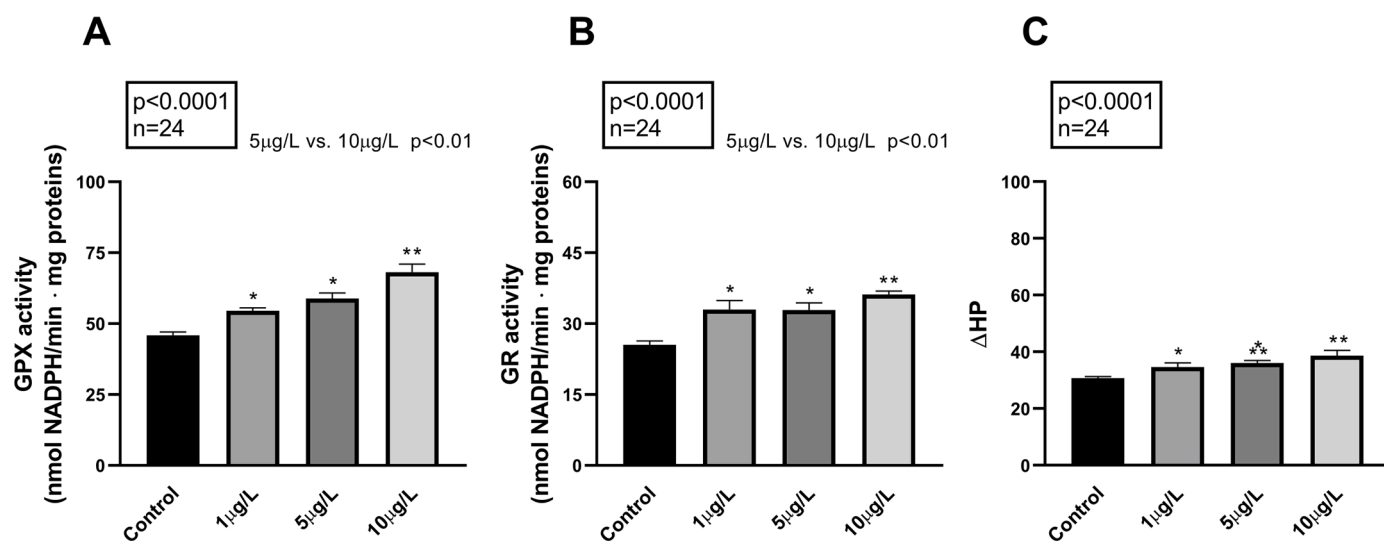 A
p<0.0001
n=24
5µg/L vs. 10µg/L p<0.01
GPX activity
(nmol NADPH/min · mg proteins)
100
75
50
25
0
*
*
**
Control
1µg/L
5µg/L
10µg/L
B
p<0.0001
n=24
5µg/L vs. 10µg/L p<0.01
GR activity
(nmol NADPH/min · mg proteins)
60
45
30
15
0
*
*
**
Control
1µg/L
5µg/L
10µg/L
C
p<0.0001
n=24
ΔHP
100
80
60
40
20
0
*
*
**
**
Control
1µg/L
5µg/L
10µg/L